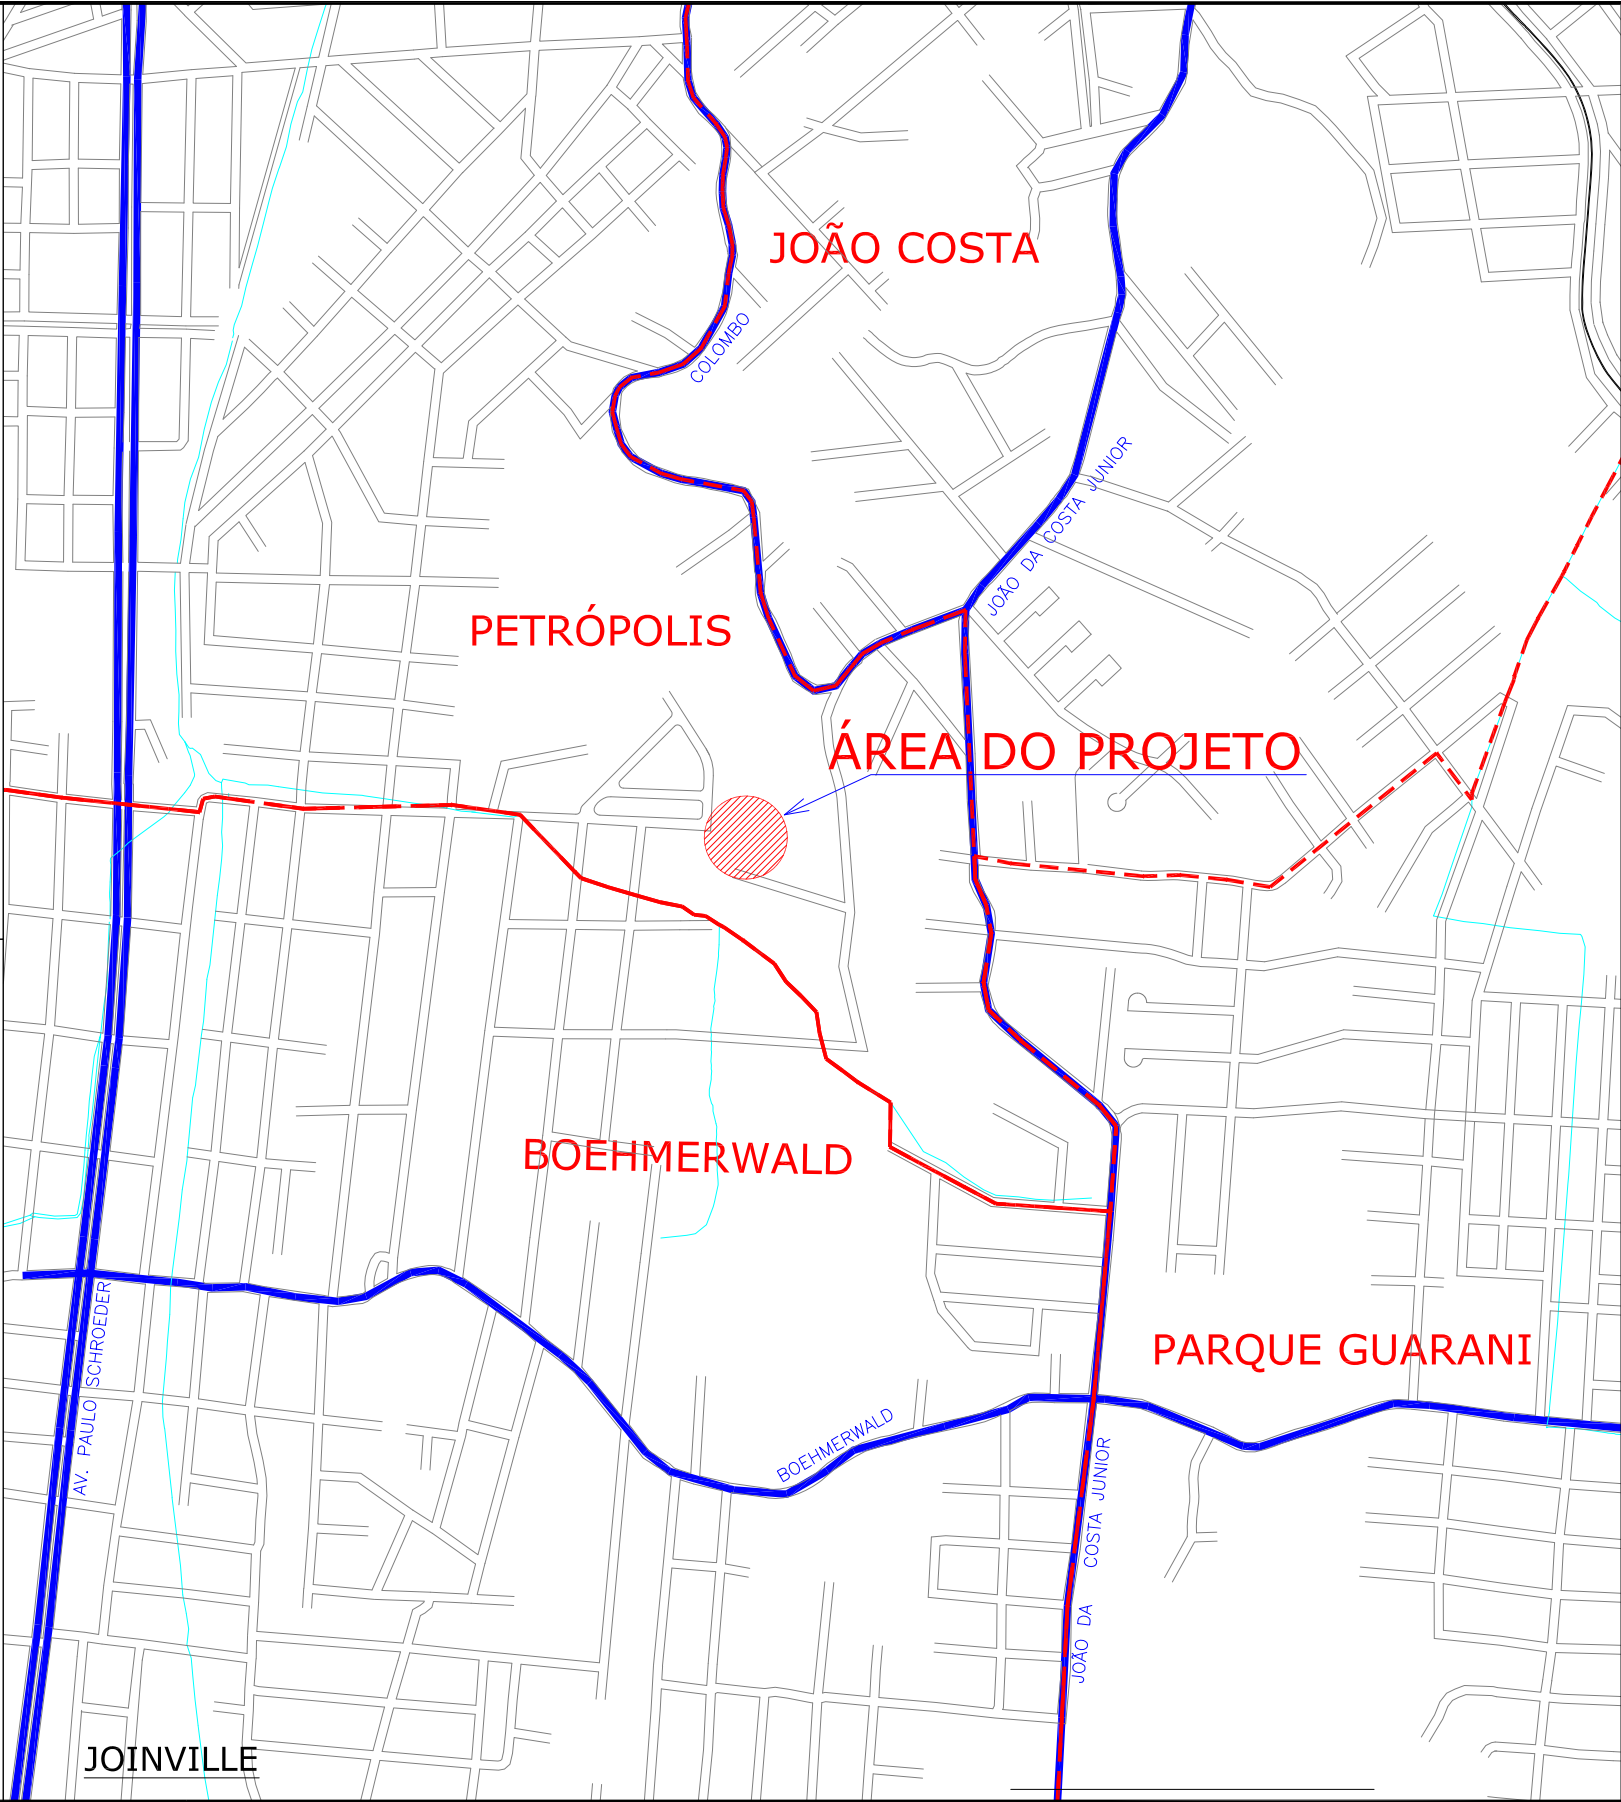 JOÃO COSTA
COLOMBO
JOÃO DA COSTA JUNIOR
PETRÓPOLIS
ÁREA DO PROJETO
BOEHMERWALD
PARQUE GUARANI
AV. PAULO SCHROEDER
BOEHMERWALD
JOÃO DA COSTA JUNIOR
JOINVILLE